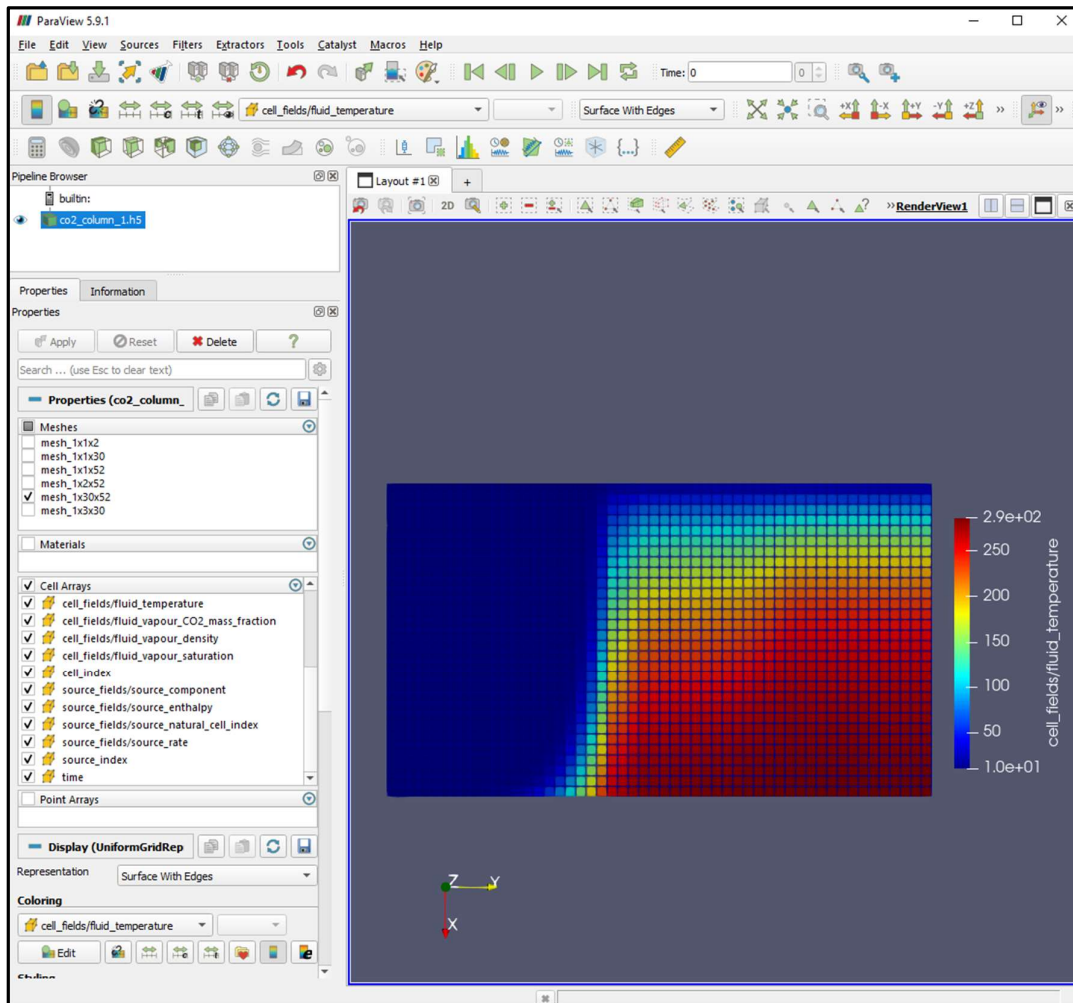 ParaView 5.9.1
File Edit View Sources Filters Extractors Tools Catalyst Macros Help
Time: 0 0
cell_fields/fluid_temperature Surface With Edges +X -X +Y -Y +Z »
{...}
Pipeline Browser
builtin:
co2_column_1.h5
Layout #1 +
2D »RenderView1
Properties Information
Properties
Apply Reset Delete ?
Search ... (use Esc to clear text)
Properties (co2_column_
Meshes
mesh_1x1x2
mesh_1x1x30
mesh_1x1x52
mesh_1x2x52
mesh_1x30x52
mesh_1x3x30
Materials
Cell Arrays
cell_fields/fluid_temperature
cell_fields/fluid_vapour_CO2_mass_fraction
cell_fields/fluid_vapour_density
cell_fields/fluid_vapour_saturation
cell_index
source_fields/source_component
source_fields/source_enthalpy
source_fields/source_natural_cell_index
source_fields/source_rate
source_index
time
Point Arrays
Display (UniformGridRep
Representation Surface With Edges
Coloring
cell_fields/fluid_temperature
Edit
2.9e+02
250
200
150
100
50
1.0e+01
cell_fields/fluid_temperature
Z Y
X